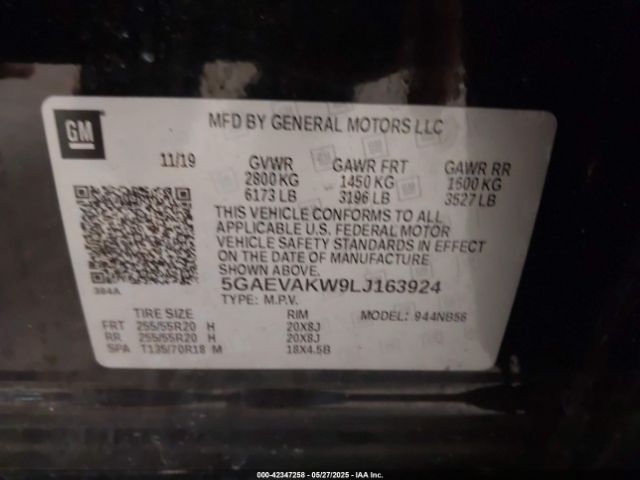 GM
MFD BY GENERAL MOTORS LLC
11/19 GVWR GAWR FRT GAWR RR
2800 KG 1450 KG 1600 KG
6173 LB 3196 LB 3527 LB
THIS VEHICLE CONFORMS TO ALL
APPLICABLE U.S. FEDERAL MOTOR
VEHICLE SAFETY STANDARDS IN EFFECT
ON THE DATE OF MANUFACTURE
SHOWN ABOVE.
394A
5GAEVAKW9LJ163924
TYPE: M.P.V.
TIRE SIZE RIM MODEL: 944NB56
FRT 255/55R20 H 20X8J
RR 255/55R20 H 20X8J
SPA T135/70R18 M 18X4.5B
000-42347258 - 05/27/2025 - IAA Inc.